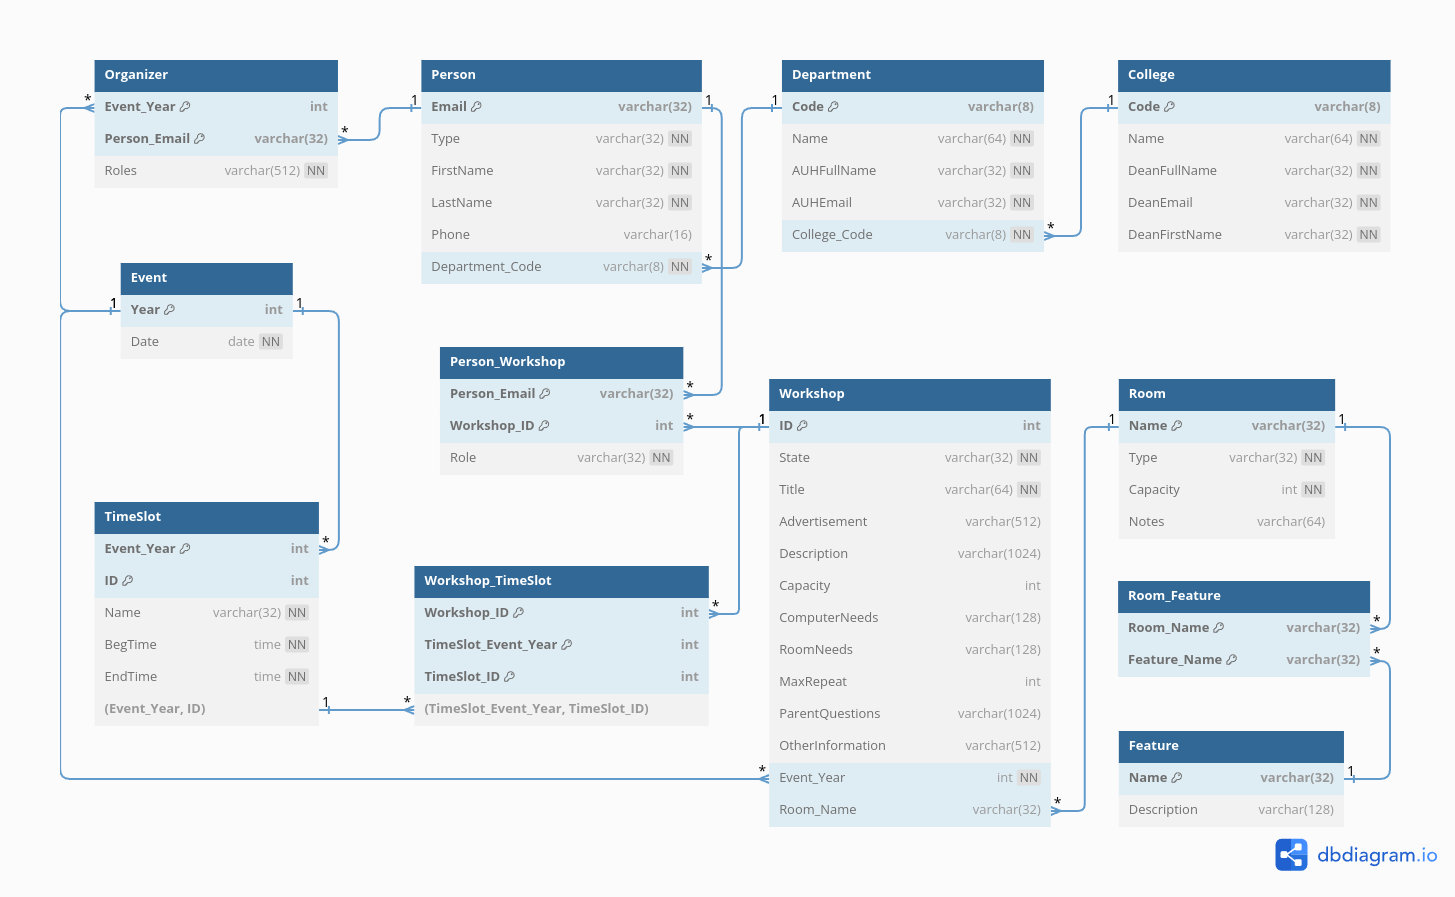 Organizer
Event_Year int
Person_Email varchar(32)
Roles varchar(512) NN
Person
Email varchar(32)
Type varchar(32) NN
FirstName varchar(32) NN
LastName varchar(32) NN
Phone varchar(16)
Department_Code varchar(8) NN
Department
Code varchar(8)
Name varchar(64) NN
AUHFullName varchar(32) NN
AUHEmail varchar(32) NN
College_Code varchar(8) NN
College
Code varchar(8)
Name varchar(64) NN
DeanFullName varchar(32) NN
DeanEmail varchar(32) NN
DeanFirstName varchar(32) NN
Event
Year int
Date date NN
Person_Workshop
Person_Email varchar(32)
Workshop_ID int
Role varchar(32) NN
Workshop
ID int
State varchar(32) NN
Title varchar(64) NN
Advertisement varchar(512)
Description varchar(1024)
Capacity int
ComputerNeeds varchar(128)
RoomNeeds varchar(128)
MaxRepeat int
ParentQuestions varchar(1024)
OtherInformation varchar(512)
Event_Year int NN
Room_Name varchar(32)
Room
Name varchar(32)
Type varchar(32) NN
Capacity int NN
Notes varchar(64)
TimeSlot
Event_Year int
ID int
Name varchar(32) NN
BegTime time NN
EndTime time NN
(Event_Year, ID)
Workshop_TimeSlot
Workshop_ID int
TimeSlot_Event_Year int
TimeSlot_ID int
(TimeSlot_Event_Year, TimeSlot_ID)
Room_Feature
Room_Name varchar(32)
Feature_Name varchar(32)
Feature
Name varchar(32)
Description varchar(128)
* 1 * 1 1 * 1 *
1 1 * * 1 1 1
* * 1 * * * 1 * *
dbdiagram.io